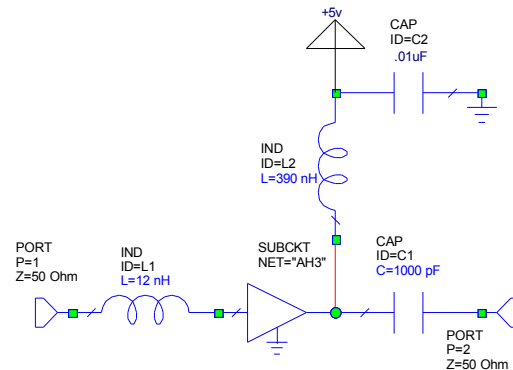 +5v
CAP
ID=C2
.01uF
IND
ID=L2
L=390 nH
PORT
P=1
Z=50 Ohm
IND
ID=L1
L=12 nH
SUBCKT
NET="AH3"
CAP
ID=C1
C=1000 pF
PORT
P=2
Z=50 Ohm